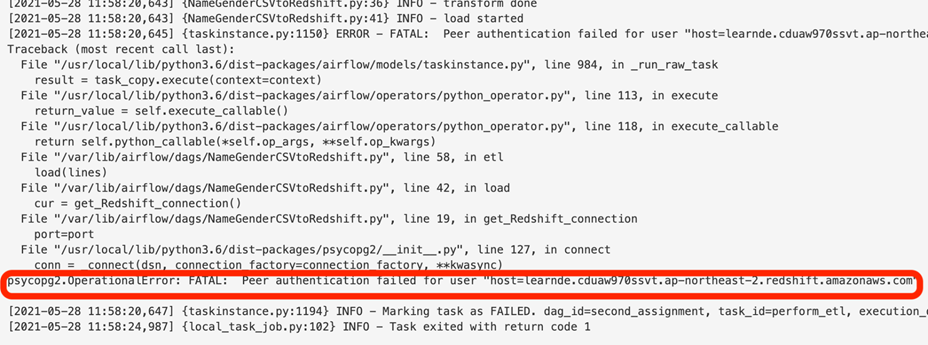 [2021-05-28 11:58:20,643] {NameGenderCSVtoRedshift.py:36} INFO - transform done
[2021-05-28 11:58:20,643] {NameGenderCSVtoRedshift.py:41} INFO - load started
[2021-05-28 11:58:20,645] {taskinstance.py:1150} ERROR - FATAL:  Peer authentication failed for user "host=learnde.cduaw970ssvt.ap-northea
Traceback (most recent call last):
  File "/usr/local/lib/python3.6/dist-packages/airflow/models/taskinstance.py", line 984, in _run_raw_task
    result = task_copy.execute(context=context)
  File "/usr/local/lib/python3.6/dist-packages/airflow/operators/python_operator.py", line 113, in execute
    return_value = self.execute_callable()
  File "/usr/local/lib/python3.6/dist-packages/airflow/operators/python_operator.py", line 118, in execute_callable
    return self.python_callable(*self.op_args, **self.op_kwargs)
  File "/var/lib/airflow/dags/NameGenderCSVtoRedshift.py", line 58, in etl
    load(lines)
  File "/var/lib/airflow/dags/NameGenderCSVtoRedshift.py", line 42, in load
    cur = get_Redshift_connection()
  File "/var/lib/airflow/dags/NameGenderCSVtoRedshift.py", line 19, in get_Redshift_connection
    port=port
  File "/usr/local/lib/python3.6/dist-packages/psycopg2/__init__.py", line 127, in connect
    conn = _connect(dsn, connection_factory=connection_factory, **kwasync)
psycopg2.OperationalError: FATAL:  Peer authentication failed for user "host=learnde.cduaw970ssvt.ap-northeast-2.redshift.amazonaws.com"
[2021-05-28 11:58:20,647] {taskinstance.py:1194} INFO - Marking task as FAILED. dag_id=second_assignment, task_id=perform_etl, execution_d
[2021-05-28 11:58:24,987] {local_task_job.py:102} INFO - Task exited with return code 1